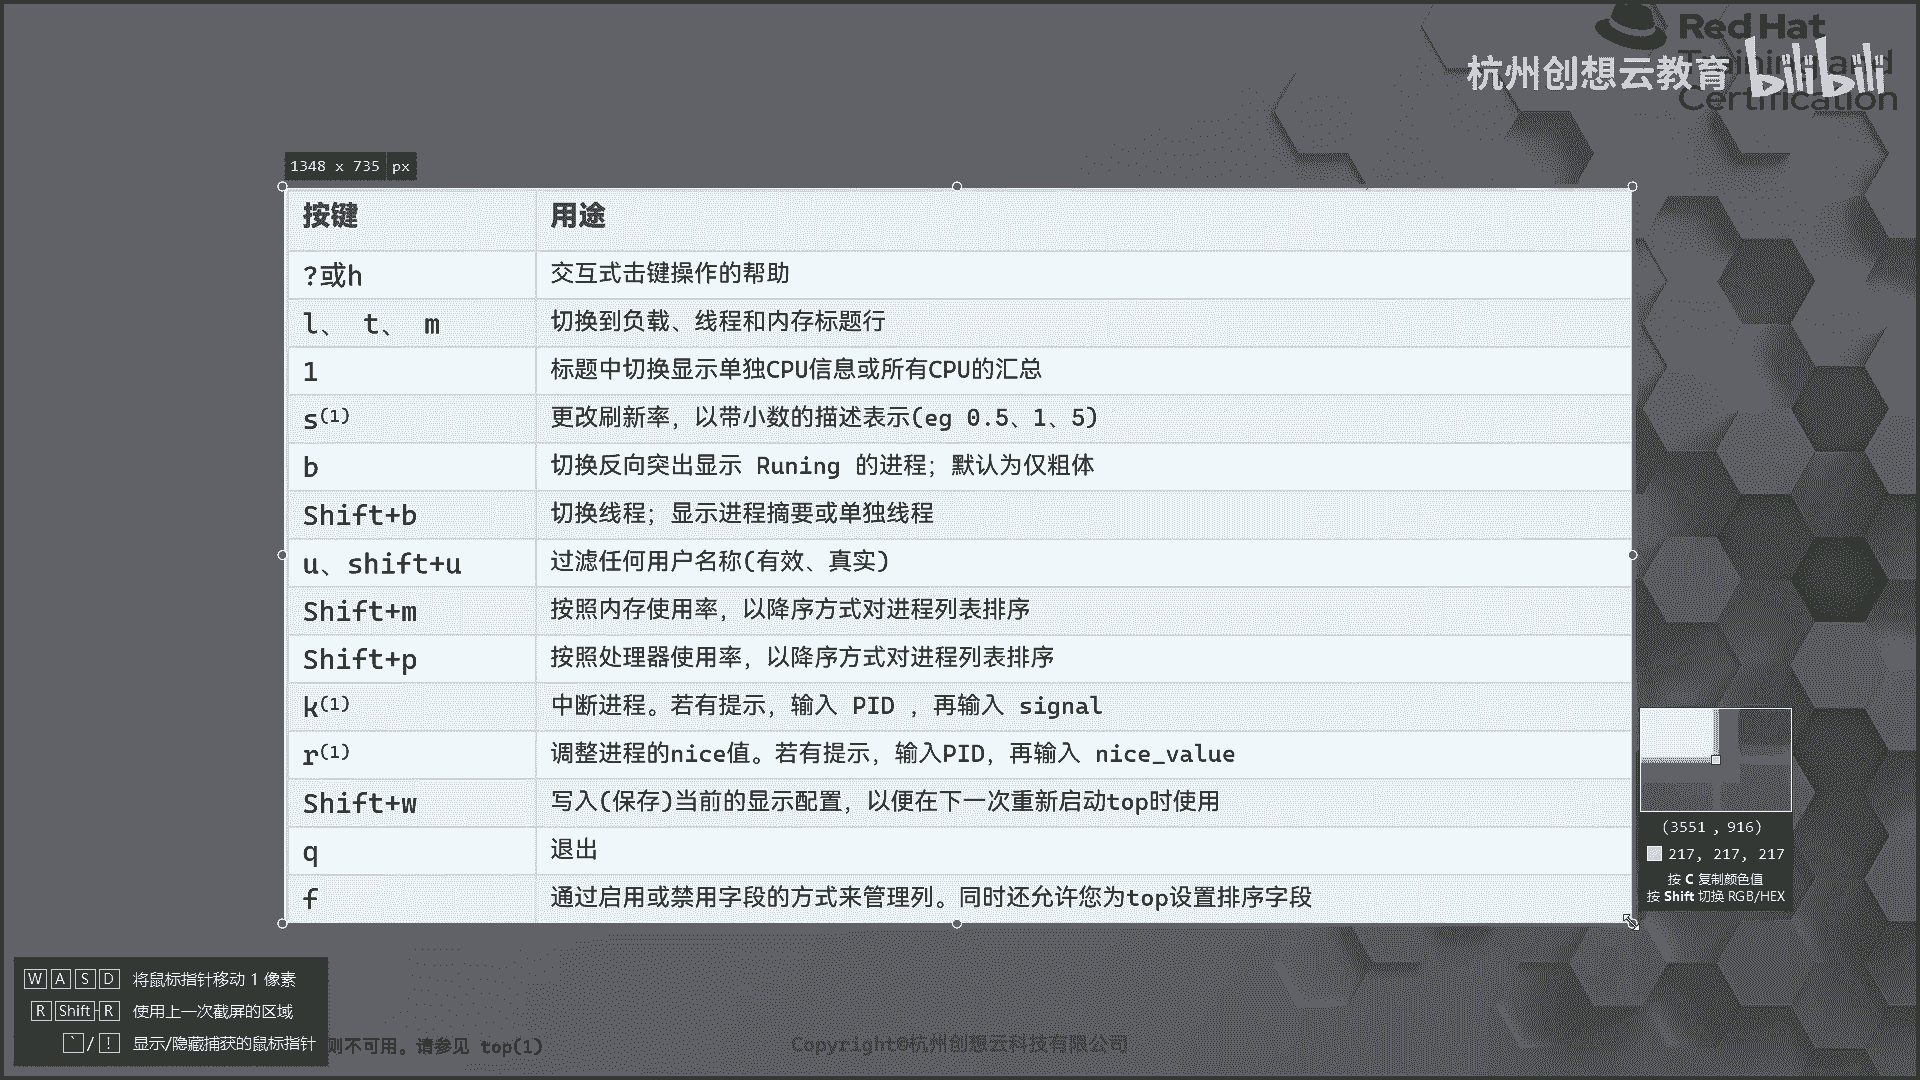 Red Hat
Training and
Certification
杭州创想云教育 bilibili
1348 x 735 px
按键 用途
?或h 交互式击键操作的帮助
l、 t、 m 切换到负载、线程和内存标题行
1 标题中切换显示单独CPU信息或所有CPU的汇总
s(1) 更改刷新率，以带小数的描述表示(eg 0.5、1、5)
b 切换反向突出显示 Runing 的进程；默认为仅粗体
Shift+b 切换线程；显示进程摘要或单独线程
u、shift+u 过滤任何用户名称(有效、真实)
Shift+m 按照内存使用率，以降序方式对进程列表排序
Shift+p 按照处理器使用率，以降序方式对进程列表排序
k(1) 中断进程。若有提示，输入 PID ，再输入 signal
r(1) 调整进程的nice值。若有提示，输入PID，再输入 nice_value
Shift+w 写入(保存)当前的显示配置，以便在下一次重新启动top时使用
q 退出
f 通过启用或禁用字段的方式来管理列。同时还允许您为top设置排序字段
(3551 , 916)
217, 217, 217
按 C 复制颜色值
按 Shift 切换 RGB/HEX
W A S D 将鼠标指针移动 1 像素
R Shift-R 使用上一次截屏的区域
` / ! 显示/隐藏捕获的鼠标指针
则不可用。请参见 top(1)
Copyright©杭州创想云科技有限公司